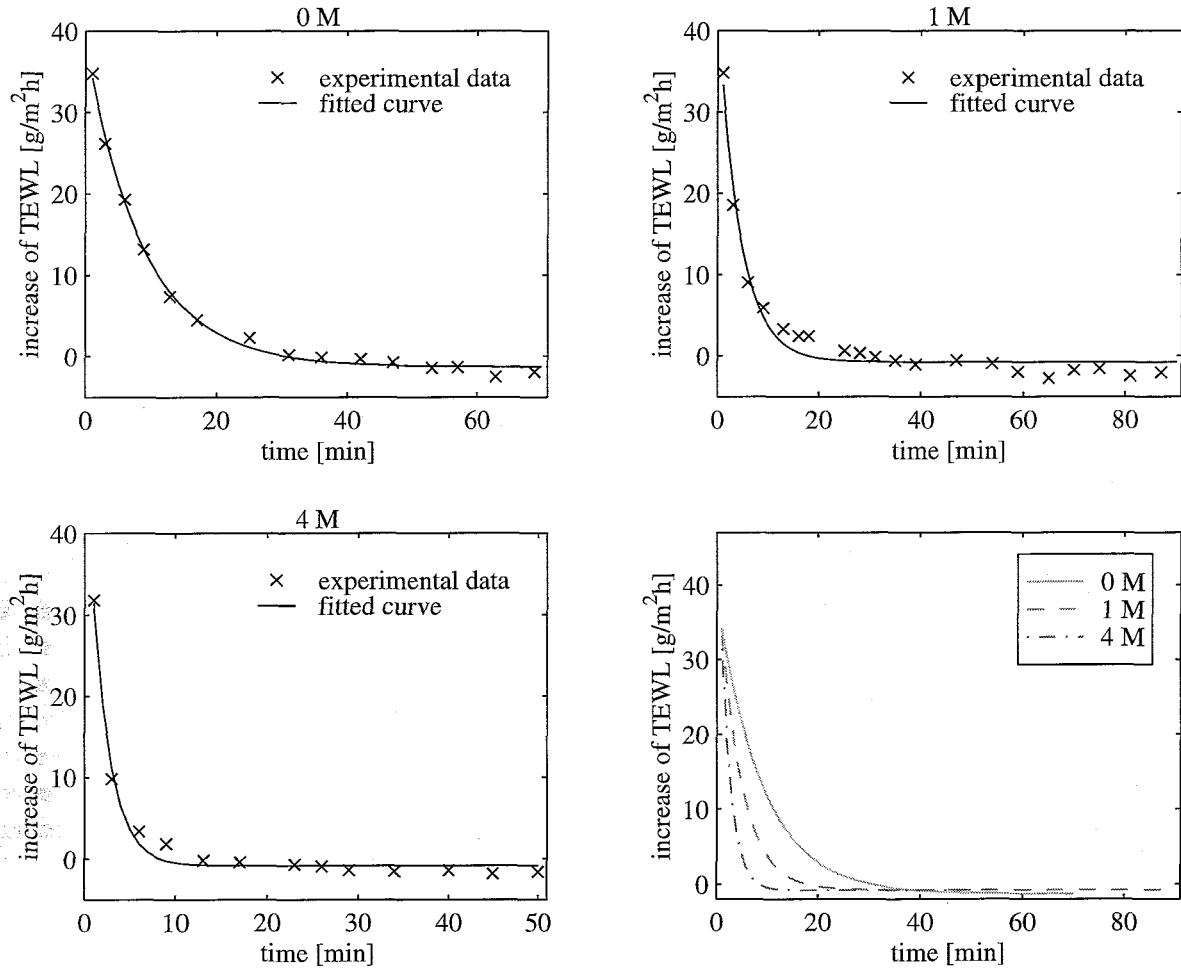 0 M
40
30
20
10
0
increase of TEWL [g/m²h]
× experimental data
fitted curve
0 20 40 60
time [min]
1 M
40
30
20
10
0
increase of TEWL [g/m²h]
× experimental data
fitted curve
0 20 40 60 80
time [min]
4 M
40
30
20
10
0
increase of TEWL [g/m²h]
× experimental data
fitted curve
0 10 20 30 40 50
time [min]
40
30
20
10
0
increase of TEWL [g/m²h]
0 M
1 M
4 M
0 20 40 60 80
time [min]